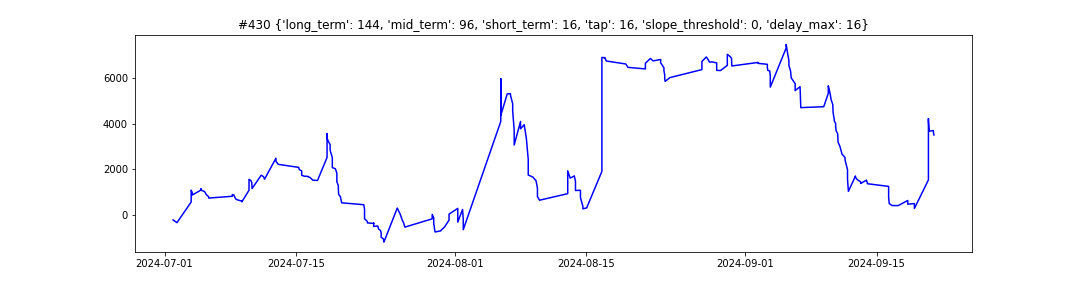 #430 {'long_term': 144, 'mid_term': 96, 'short_term': 16, 'tap': 16, 'slope_threshold': 0, 'delay_max': 16}
6000
4000
2000
0
2024-07-01 2024-07-15 2024-08-01 2024-08-15 2024-09-01 2024-09-15